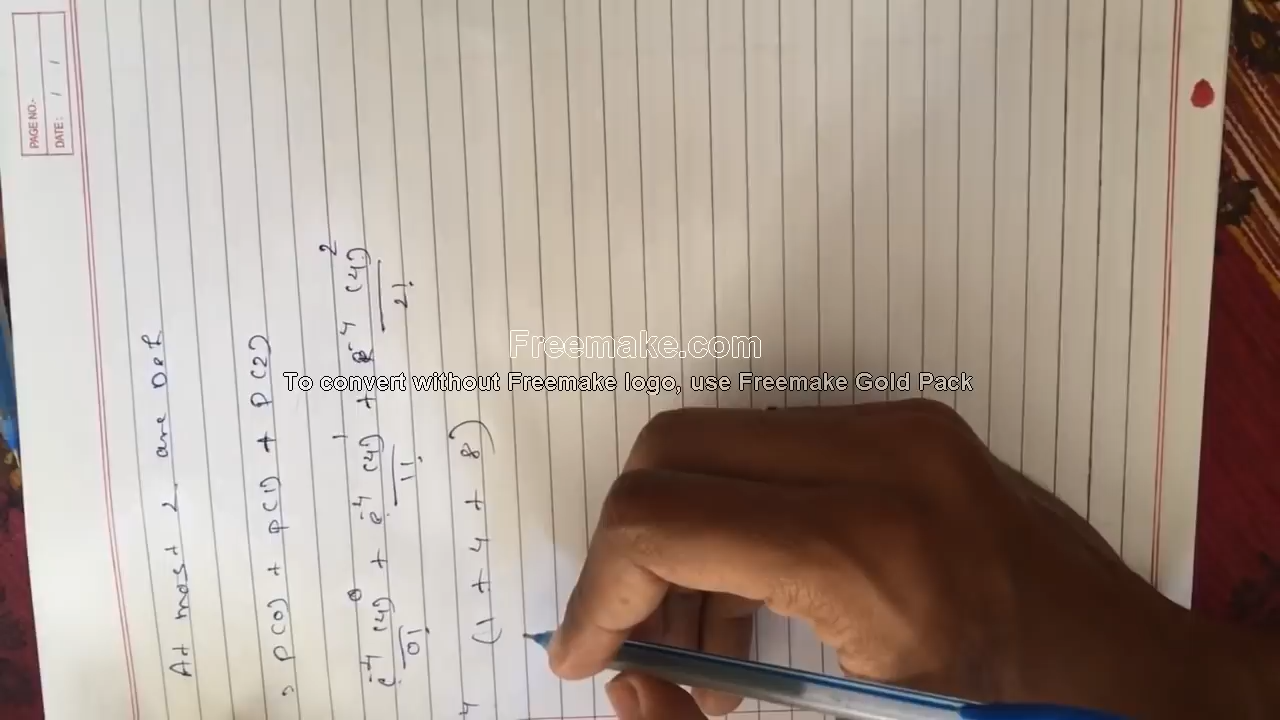 PAGE NO.-
DATE: / /
At most 2 are Def
P(0) + P(1) + P(2)
e^-4 (4)^0 / 0! + e^-4 (4)^1 / 1! + e^-4 (4)^2 / 2!
4 (1 + 4 + 8)
Freemake.com
To convert without Freemake logo, use Freemake Gold Pack